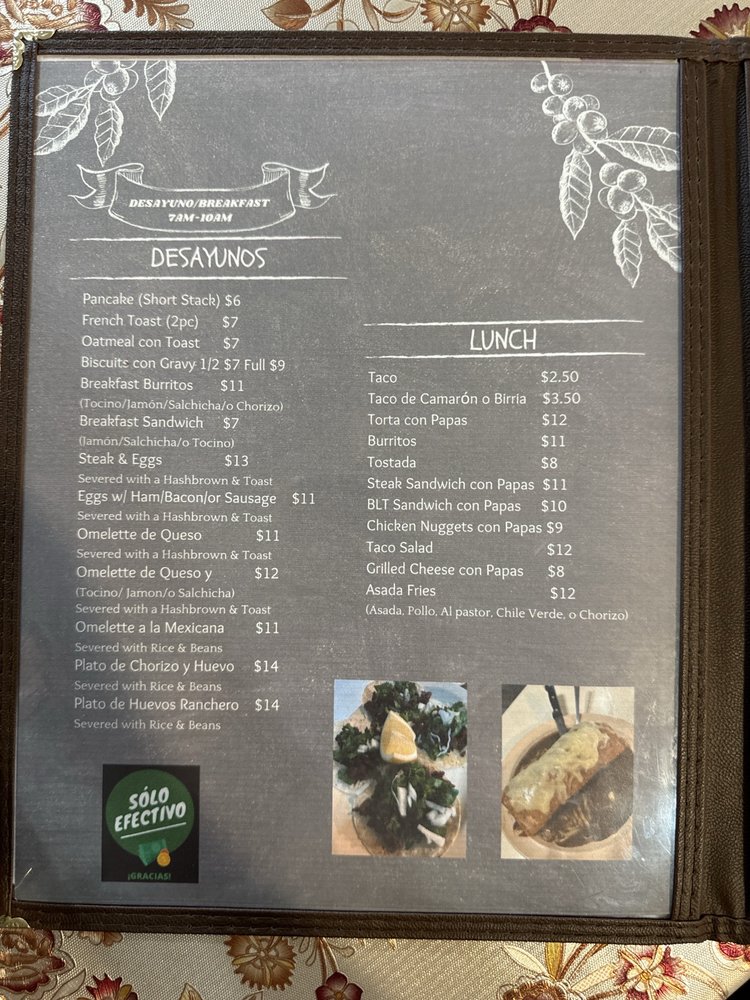 DESAYUNO/BREAKFAST
7AM-10AM
DESAYUNOS
Pancake (Short Stack) $6
French Toast (2pc) $7
Oatmeal con Toast $7
Biscuits con Gravy 1/2 $7 Full $9
Breakfast Burritos $11
(Tocino/Jamón/Salchicha/o Chorizo)
Breakfast Sandwich $7
(Jamón/Salchicha/o Tocino)
Steak & Eggs $13
Severed with a Hashbrown & Toast
Eggs w/ Ham/Bacon/or Sausage $11
Severed with a Hashbrown & Toast
Omelette de Queso $11
Severed with a Hashbrown & Toast
Omelette de Queso y $12
(Tocino/ Jamon/o Salchicha)
Severed with a Hashbrown & Toast
Omelette a la Mexicana $11
Severed with Rice & Beans
Plato de Chorizo y Huevo $14
Severed with Rice & Beans
Plato de Huevos Ranchero $14
Severed with Rice & Beans
LUNCH
Taco $2.50
Taco de Camarón o Birria $3.50
Torta con Papas $12
Burritos $11
Tostada $8
Steak Sandwich con Papas $11
BLT Sandwich con Papas $10
Chicken Nuggets con Papas $9
Taco Salad $12
Grilled Cheese con Papas $8
Asada Fries $12
(Asada, Pollo, Al pastor, Chile Verde, o Chorizo)
SÓLO
EFECTIVO
¡GRACIAS!